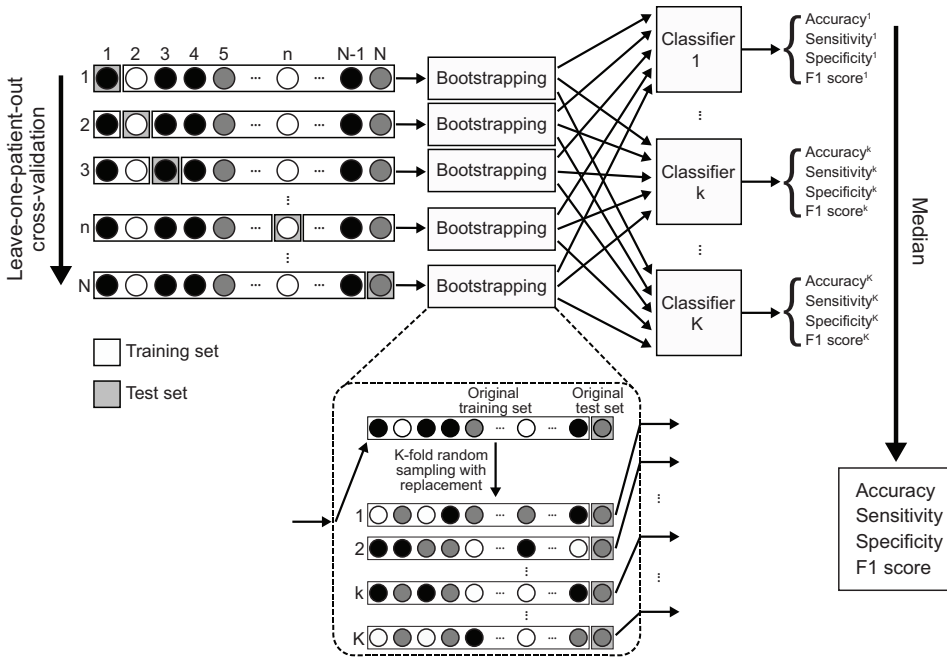 1 2 3 4 5 n N-1 N
1 ... ... Bootstrapping
2 ... ... Bootstrapping
3 ... ... Bootstrapping
...
n ... ... Bootstrapping
...
N ... ... Bootstrapping
Leave-one-patient-out
cross-validation
Training set
Test set
Classifier
1
...
Classifier
k
...
Classifier
K
Accuracy¹
Sensitivity¹
Specificity¹
F1 score¹
Accuracyᵏ
Sensitivityᵏ
Specificityᵏ
F1 scoreᵏ
Accuracyᴷ
Sensitivityᴷ
Specificityᴷ
F1 scoreᴷ
Median
Accuracy
Sensitivity
Specificity
F1 score
Original
training set
Original
test set
... ...
K-fold random
sampling with
replacement
1 ... ...
2 ... ...
...
k ... ...
...
K ... ...
...
...